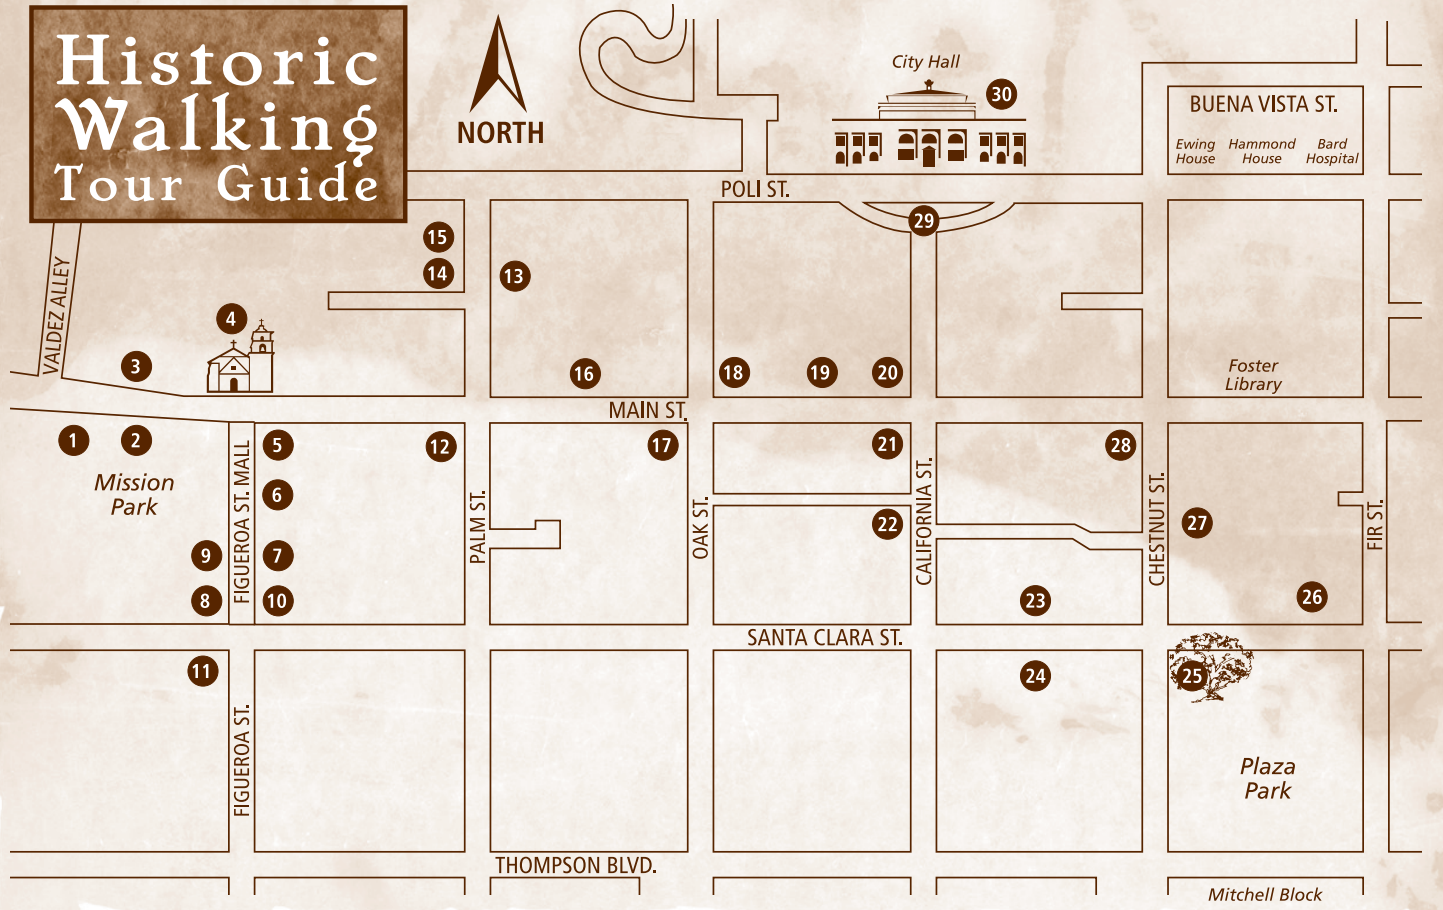 Historic
Walking
Tour Guide
NORTH
City Hall
30
BUENA VISTA ST.
Ewing
House
Hammond
House
Bard
Hospital
POLI ST.
29
15
14
13
VALDEZ ALLEY
4
3
16
18
19
20
Foster
Library
MAIN ST.
1
2
Mission
Park
FIGUEROA ST. MALL
5
6
12
17
21
28
9
7
8
10
PALM ST.
OAK ST.
22
CALIFORNIA ST.
CHESTNUT ST.
27
FIR ST.
23
26
SANTA CLARA ST.
11
24
25
FIGUEROA ST.
Plaza
Park
THOMPSON BLVD.
Mitchell Block